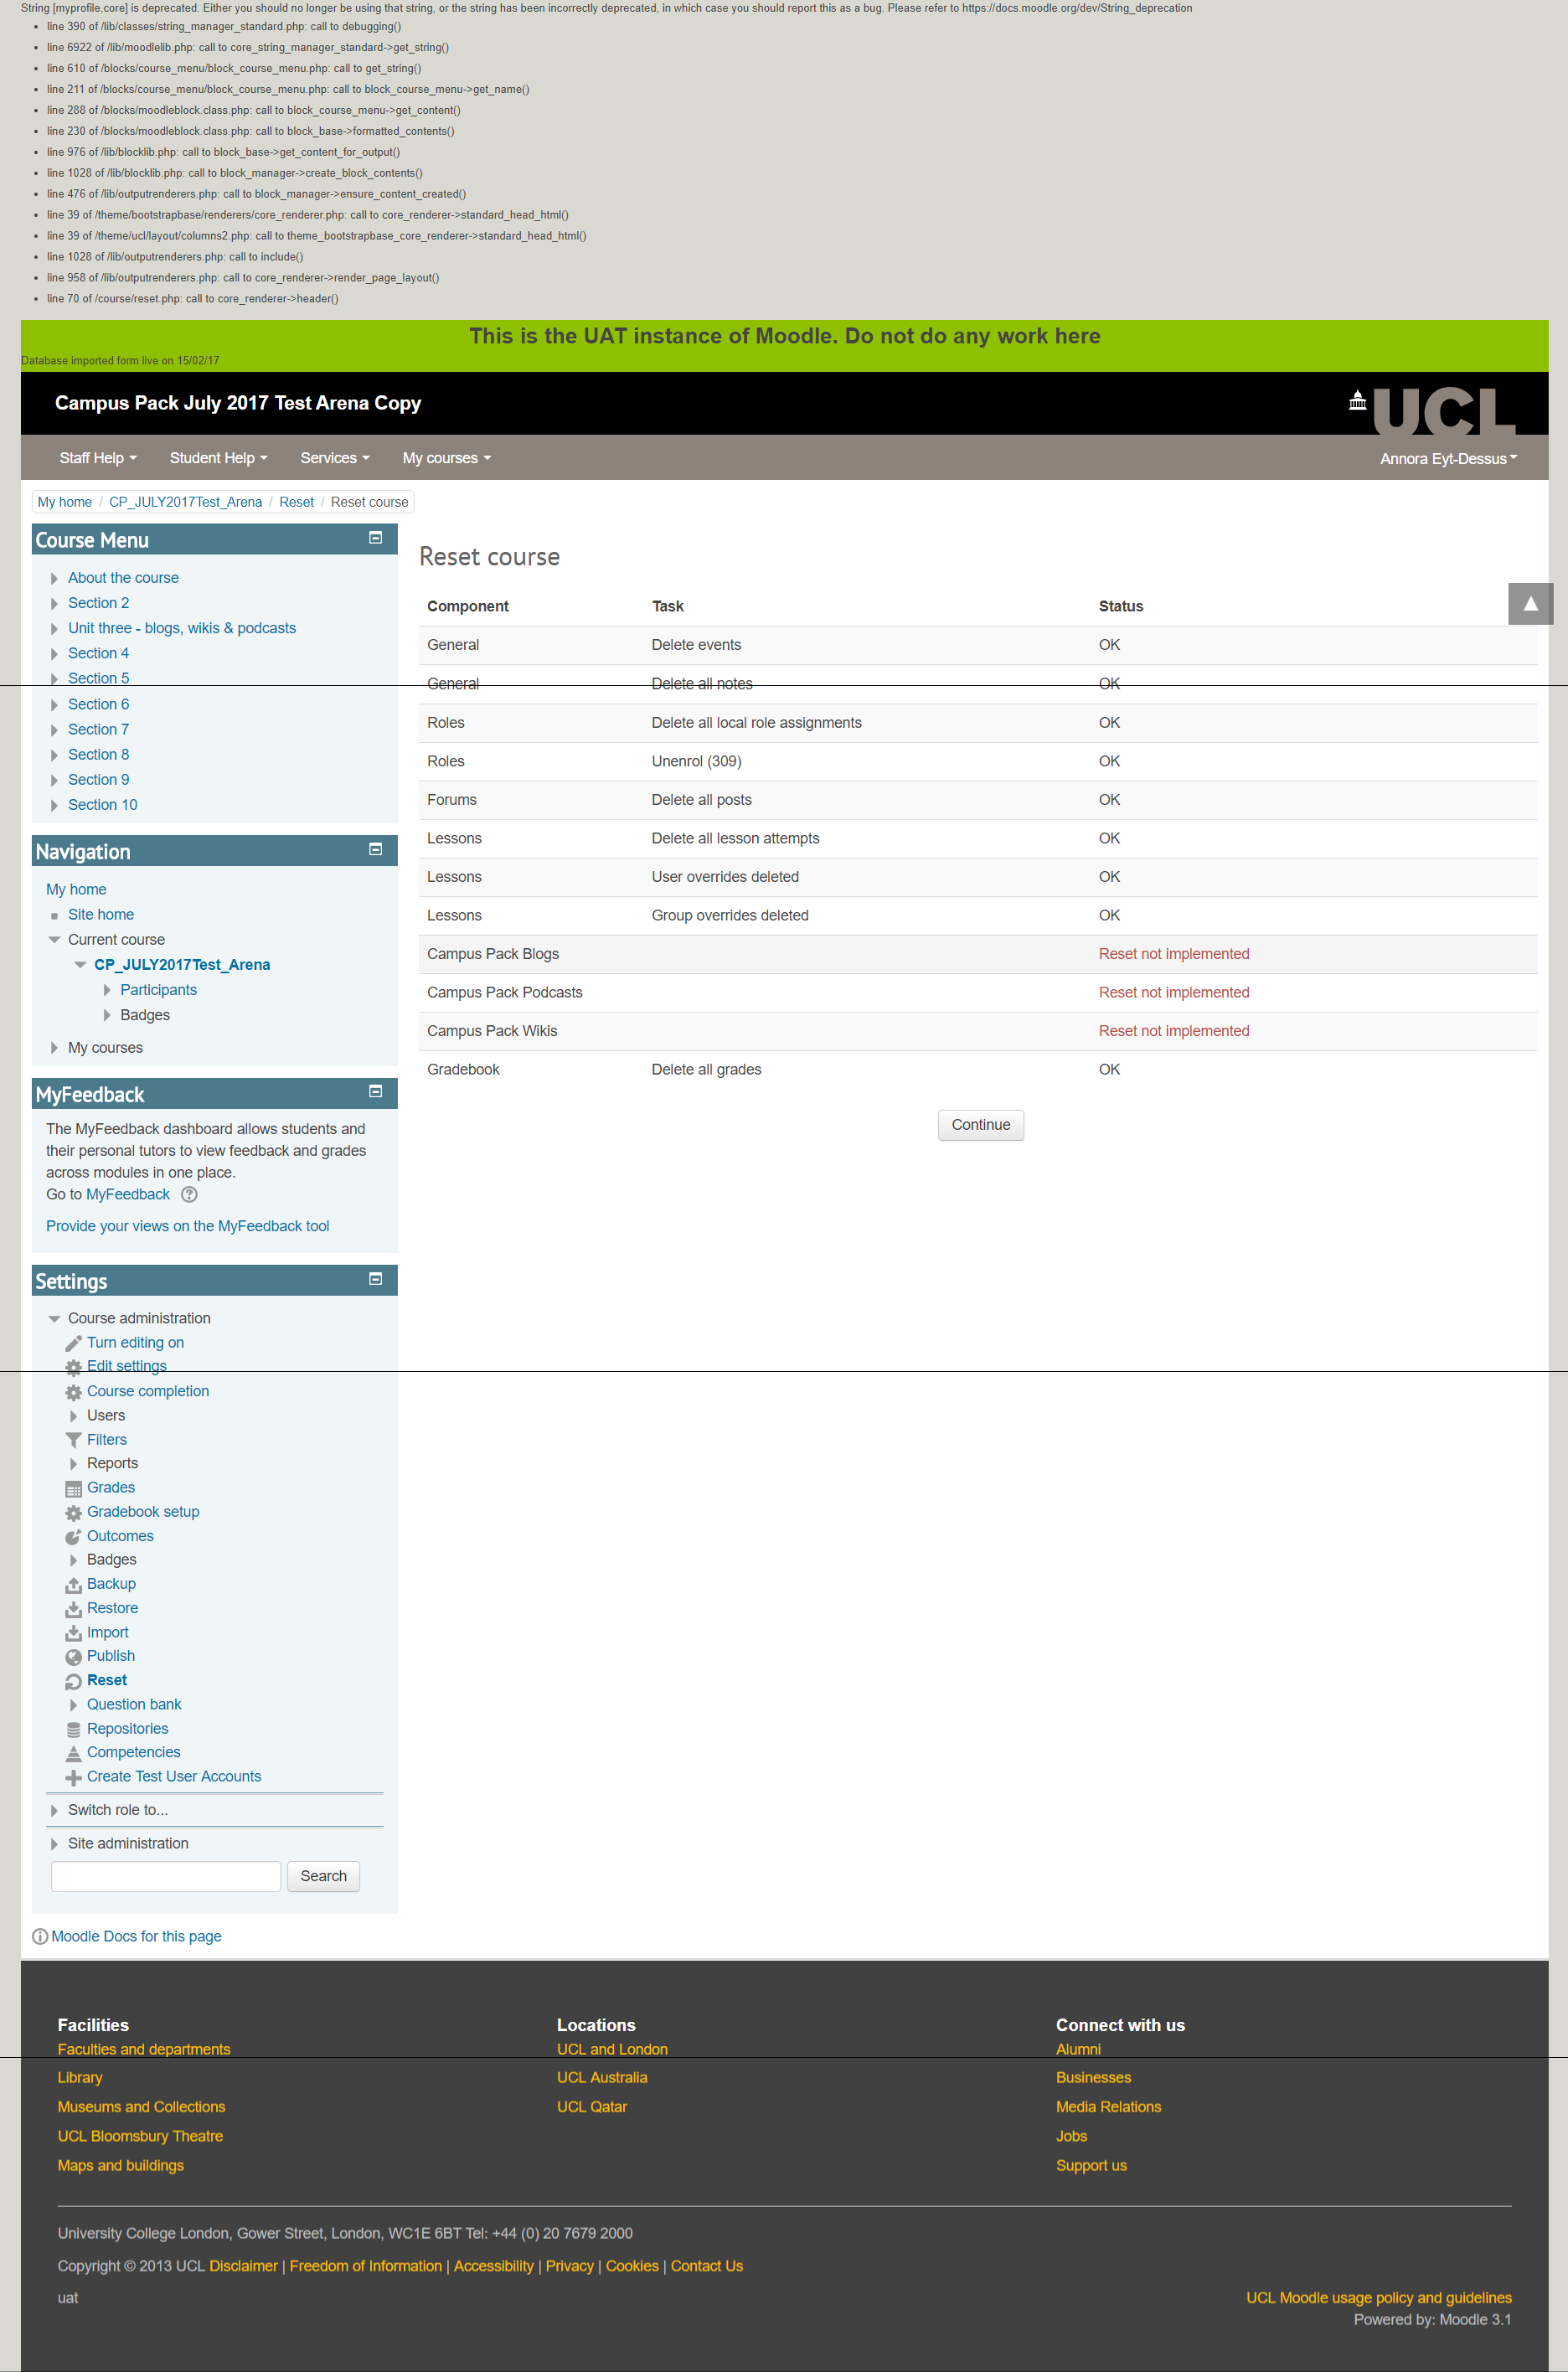 String [myprofile,core] is deprecated. Either you should no longer be using that string, or the string has been incorrectly deprecated, in which case you should report this as a bug. Please refer to https://docs.moodle.org/dev/String_deprecation
line 390 of /lib/classes/string_manager_standard.php: call to debugging()
line 6922 of /lib/moodlelib.php: call to core_string_manager_standard->get_string()
line 610 of /blocks/course_menu/block_course_menu.php: call to get_string()
line 211 of /blocks/course_menu/block_course_menu.php: call to block_course_menu->get_name()
line 288 of /blocks/moodleblock.class.php: call to block_course_menu->get_content()
line 230 of /blocks/moodleblock.class.php: call to block_base->formatted_contents()
line 976 of /lib/blocklib.php: call to block_base->get_content_for_output()
line 1028 of /lib/blocklib.php: call to block_manager->create_block_contents()
line 476 of /lib/outputrenderers.php: call to block_manager->ensure_content_created()
line 39 of /theme/bootstrapbase/renderers/core_renderer.php: call to core_renderer->standard_head_html()
line 39 of /theme/ucl/layout/columns2.php: call to theme_bootstrapbase_core_renderer->standard_head_html()
line 1028 of /lib/outputrenderers.php: call to include()
line 958 of /lib/outputrenderers.php: call to core_renderer->render_page_layout()
line 70 of /course/reset.php: call to core_renderer->header()
This is the UAT instance of Moodle. Do not do any work here
Database imported form live on 15/02/17
Campus Pack July 2017 Test Arena Copy
UCL
Staff Help Student Help Services My courses Annora Eyt-Dessus
My home / CP_JULY2017Test_Arena / Reset / Reset course
Course Menu
About the course
Section 2
Unit three - blogs, wikis & podcasts
Section 4
Section 5
Section 6
Section 7
Section 8
Section 9
Section 10
Navigation
My home
Site home
Current course
CP_JULY2017Test_Arena
Participants
Badges
My courses
MyFeedback
The MyFeedback dashboard allows students and
their personal tutors to view feedback and grades
across modules in one place.
Go to MyFeedback
Provide your views on the MyFeedback tool
Settings
Course administration
Turn editing on
Edit settings
Course completion
Users
Filters
Reports
Grades
Gradebook setup
Outcomes
Badges
Backup
Restore
Import
Publish
Reset
Question bank
Repositories
Competencies
Create Test User Accounts
Switch role to...
Site administration
Search
Moodle Docs for this page
Reset course
Component Task Status
General Delete events OK
General Delete all notes OK
Roles Delete all local role assignments OK
Roles Unenrol (309) OK
Forums Delete all posts OK
Lessons Delete all lesson attempts OK
Lessons User overrides deleted OK
Lessons Group overrides deleted OK
Campus Pack Blogs Reset not implemented
Campus Pack Podcasts Reset not implemented
Campus Pack Wikis Reset not implemented
Gradebook Delete all grades OK
Continue
Facilities
Faculties and departments
Library
Museums and Collections
UCL Bloomsbury Theatre
Maps and buildings
Locations
UCL and London
UCL Australia
UCL Qatar
Connect with us
Alumni
Businesses
Media Relations
Jobs
Support us
University College London, Gower Street, London, WC1E 6BT Tel: +44 (0) 20 7679 2000
Copyright © 2013 UCL Disclaimer | Freedom of Information | Accessibility | Privacy | Cookies | Contact Us
uat
UCL Moodle usage policy and guidelines
Powered by: Moodle 3.1